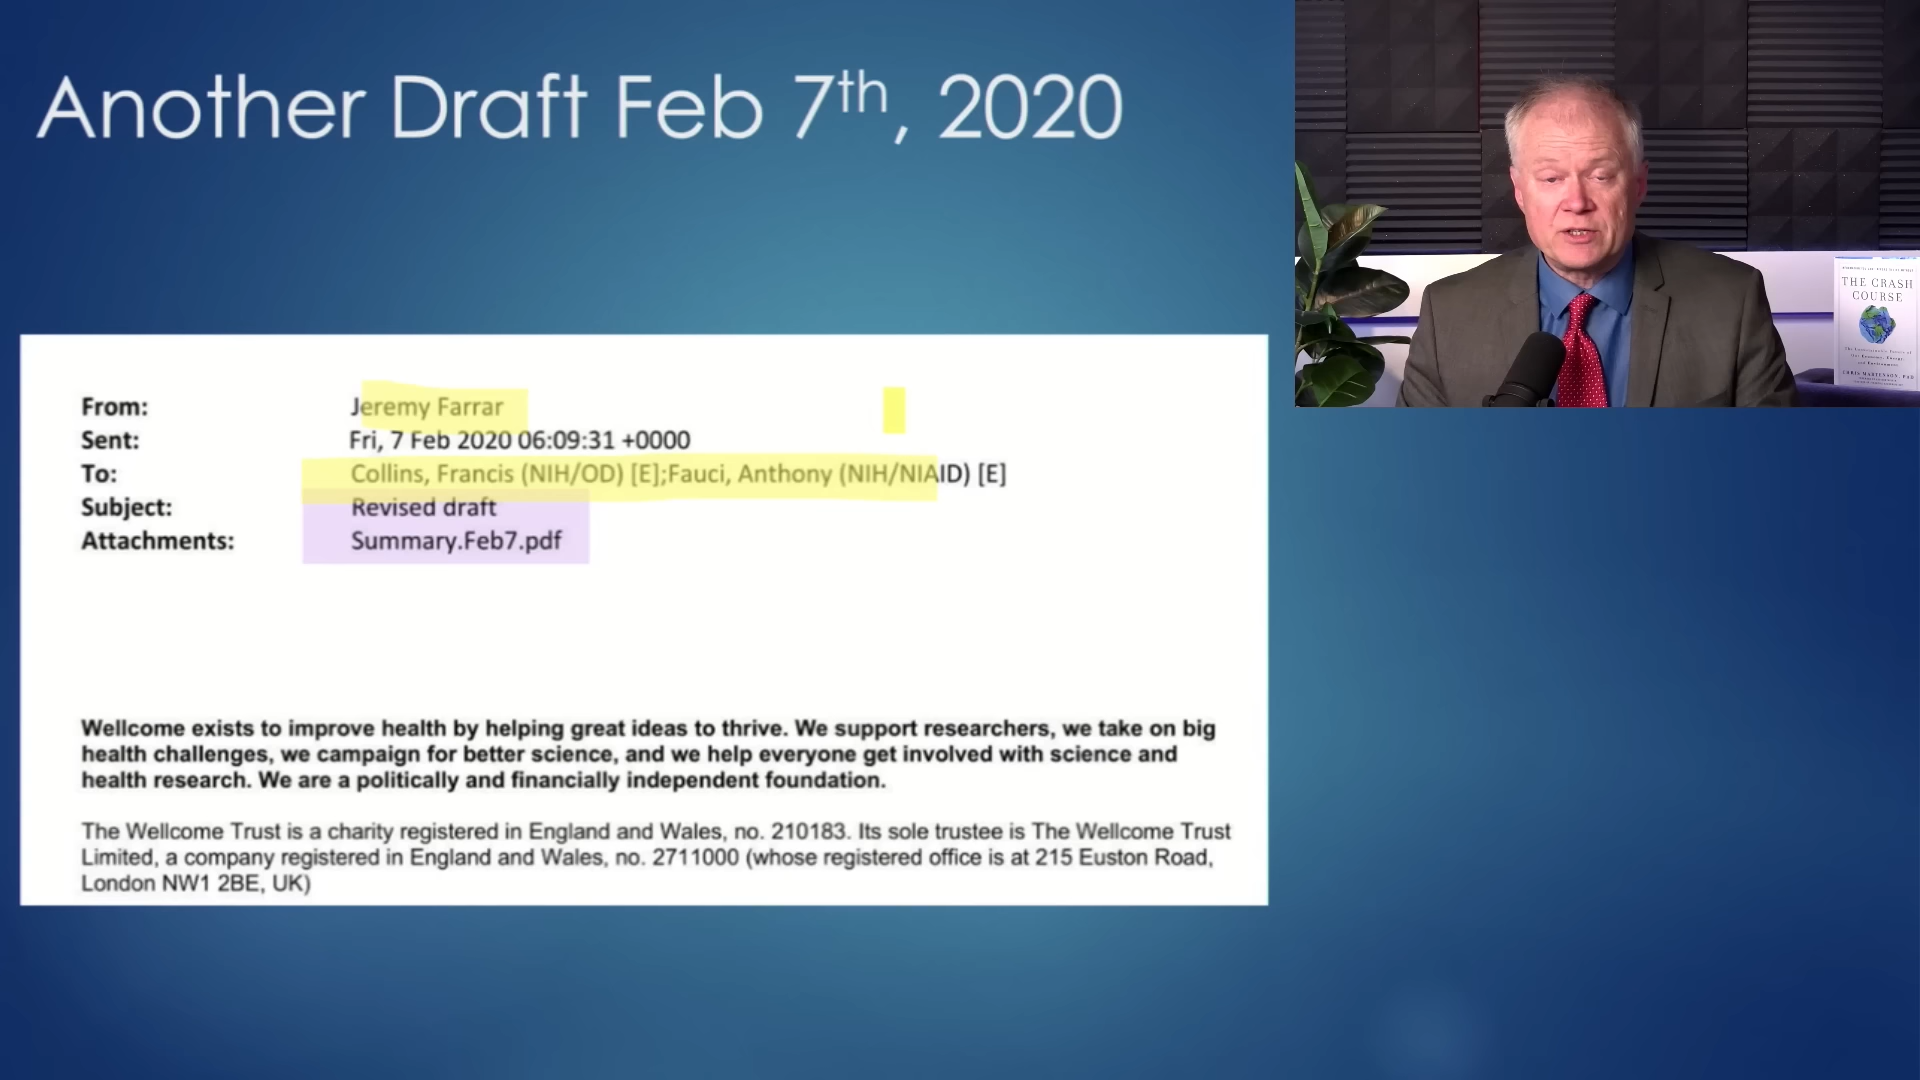 Another Draft Feb 7th, 2020
From: Jeremy Farrar
Sent: Fri, 7 Feb 2020 06:09:31 +0000
To: Collins, Francis (NIH/OD) [E];Fauci, Anthony (NIH/NIAID) [E]
Subject: Revised draft
Attachments: Summary.Feb7.pdf
Wellcome exists to improve health by helping great ideas to thrive. We support researchers, we take on big
health challenges, we campaign for better science, and we help everyone get involved with science and
health research. We are a politically and financially independent foundation.
The Wellcome Trust is a charity registered in England and Wales, no. 210183. Its sole trustee is The Wellcome Trust
Limited, a company registered in England and Wales, no. 2711000 (whose registered office is at 215 Euston Road,
London NW1 2BE, UK)
THE CRASH
COURSE
CHRIS MARTENSON, PHD